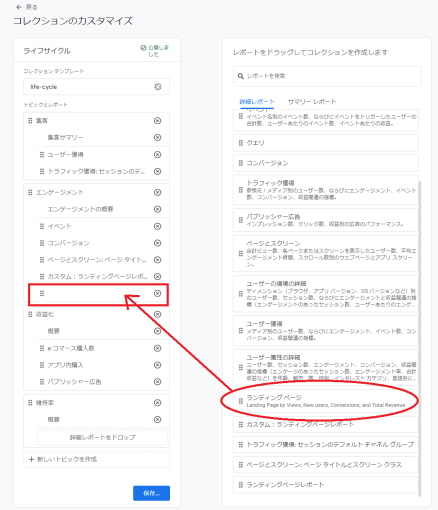 ← 戻る
コレクションのカスタマイズ
ライフサイクル
公開しま
した
コレクション テンプレート
life-cycle
トピックとレポート
集客
集客サマリー
ユーザー獲得
トラフィック獲得: セッションのデ...
エンゲージメント
エンゲージメントの概要
イベント
コンバージョン
ページとスクリーン: ページ タイト...
カスタム：ランディングページレポ...
収益化
概要
e コマース購入数
アプリ内購入
パブリッシャー広告
維持率
概要
詳細レポートをドロップ
新しいトピックを作成
保存...
レポートをドラッグしてコレクションを作成します
レポートを検索
詳細レポート
サマリー レポート
イベント
イベント名別のイベント数、ならびにイベントをトリガーしたユーザーの
合計数、ユーザーあたりのイベント数、イベントあたりの収益。
クエリ
コンバージョン
トラフィック獲得
参照元 / メディア別のユーザー数、ならびにエンゲージメント、イベント
数、コンバージョン、収益関連の指標。
パブリッシャー広告
インプレッション数、クリック数、収益別の広告のパフォーマンス。
ページとスクリーン
合計ビュー数、各ページまたはスクリーンを表示したユーザー数、平均エ
ンゲージメント時間、スクロール数別のウェブページとアプリ スクリー
ン。
ユーザーの環境の詳細
ディメンション（ブラウザ、アプリ バージョン、OS バージョンなど）別
のユーザー数、セッション数、ならびにエンゲージメントと収益関連の指
標（エンゲージメントのあったセッション数、ユーザーあたりのエンゲ...
ユーザー獲得
メディア別のユーザー数、ならびにエンゲージメント、イベント数、コン
バージョン、収益関連の指標。
ユーザー属性の詳細
ユーザー数、セッション数、エンゲージメント、コンバージョン、収益関
連の指標（エンゲージのあったセッション数、エンゲージメント率、合計
ランディング ページ
Landing Page by Views, New users, Conversions, and Total Revenue
カスタム：ランディングページレポート
トラフィック獲得: セッションのデフォルト チャネル グループ
ページとスクリーン: ページ タイトルとスクリーン クラス
ランディングページレポート